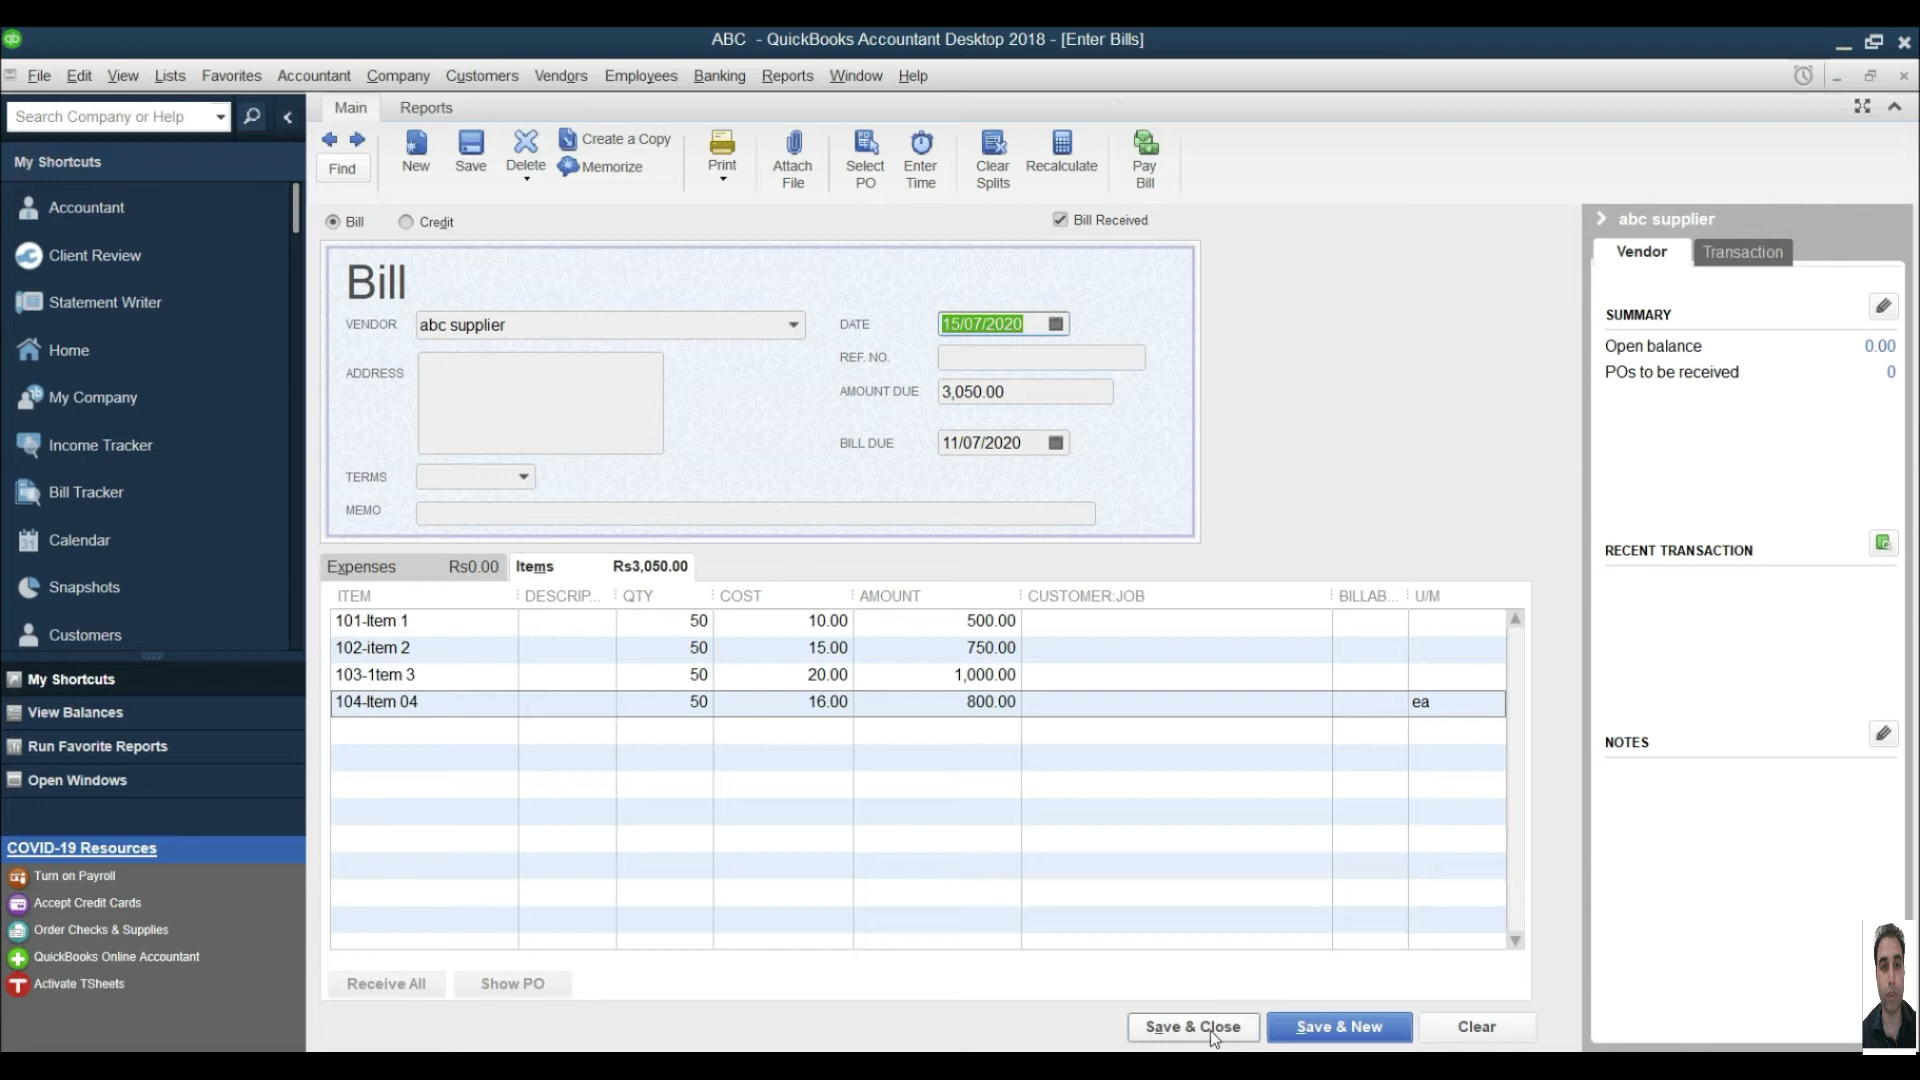 ABC - QuickBooks Accountant Desktop 2018 - [Enter Bills]
File Edit View Lists Favorites Accountant Company Customers Vendors Employees Banking Reports Window Help
Search Company or Help
My Shortcuts
Accountant
Client Review
Statement Writer
Home
My Company
Income Tracker
Bill Tracker
Calendar
Snapshots
Customers
My Shortcuts
View Balances
Run Favorite Reports
Open Windows
COVID-19 Resources
Turn on Payroll
Accept Credit Cards
Order Checks & Supplies
QuickBooks Online Accountant
Activate TSheets
Main Reports
Find
New
Save
Delete
Create a Copy
Memorize
Print
Attach File
Select PO
Enter Time
Clear Splits
Recalculate
Pay Bill
Bill Credit Bill Received
Bill
VENDOR abc supplier
ADDRESS
TERMS
MEMO
DATE 15/07/2020
REF. NO.
AMOUNT DUE 3,050.00
BILL DUE 11/07/2020
Expenses Rs0.00 Items Rs3,050.00
ITEM DESCRIP... QTY COST AMOUNT CUSTOMER:JOB BILLAB... U/M
101-Item 1 50 10.00 500.00
102-item 2 50 15.00 750.00
103-1tem 3 50 20.00 1,000.00
104-Item 04 50 16.00 800.00 ea
Receive All Show PO
Save & Close Save & New Clear
abc supplier
Vendor Transaction
SUMMARY
Open balance 0.00
POs to be received 0
RECENT TRANSACTION
NOTES